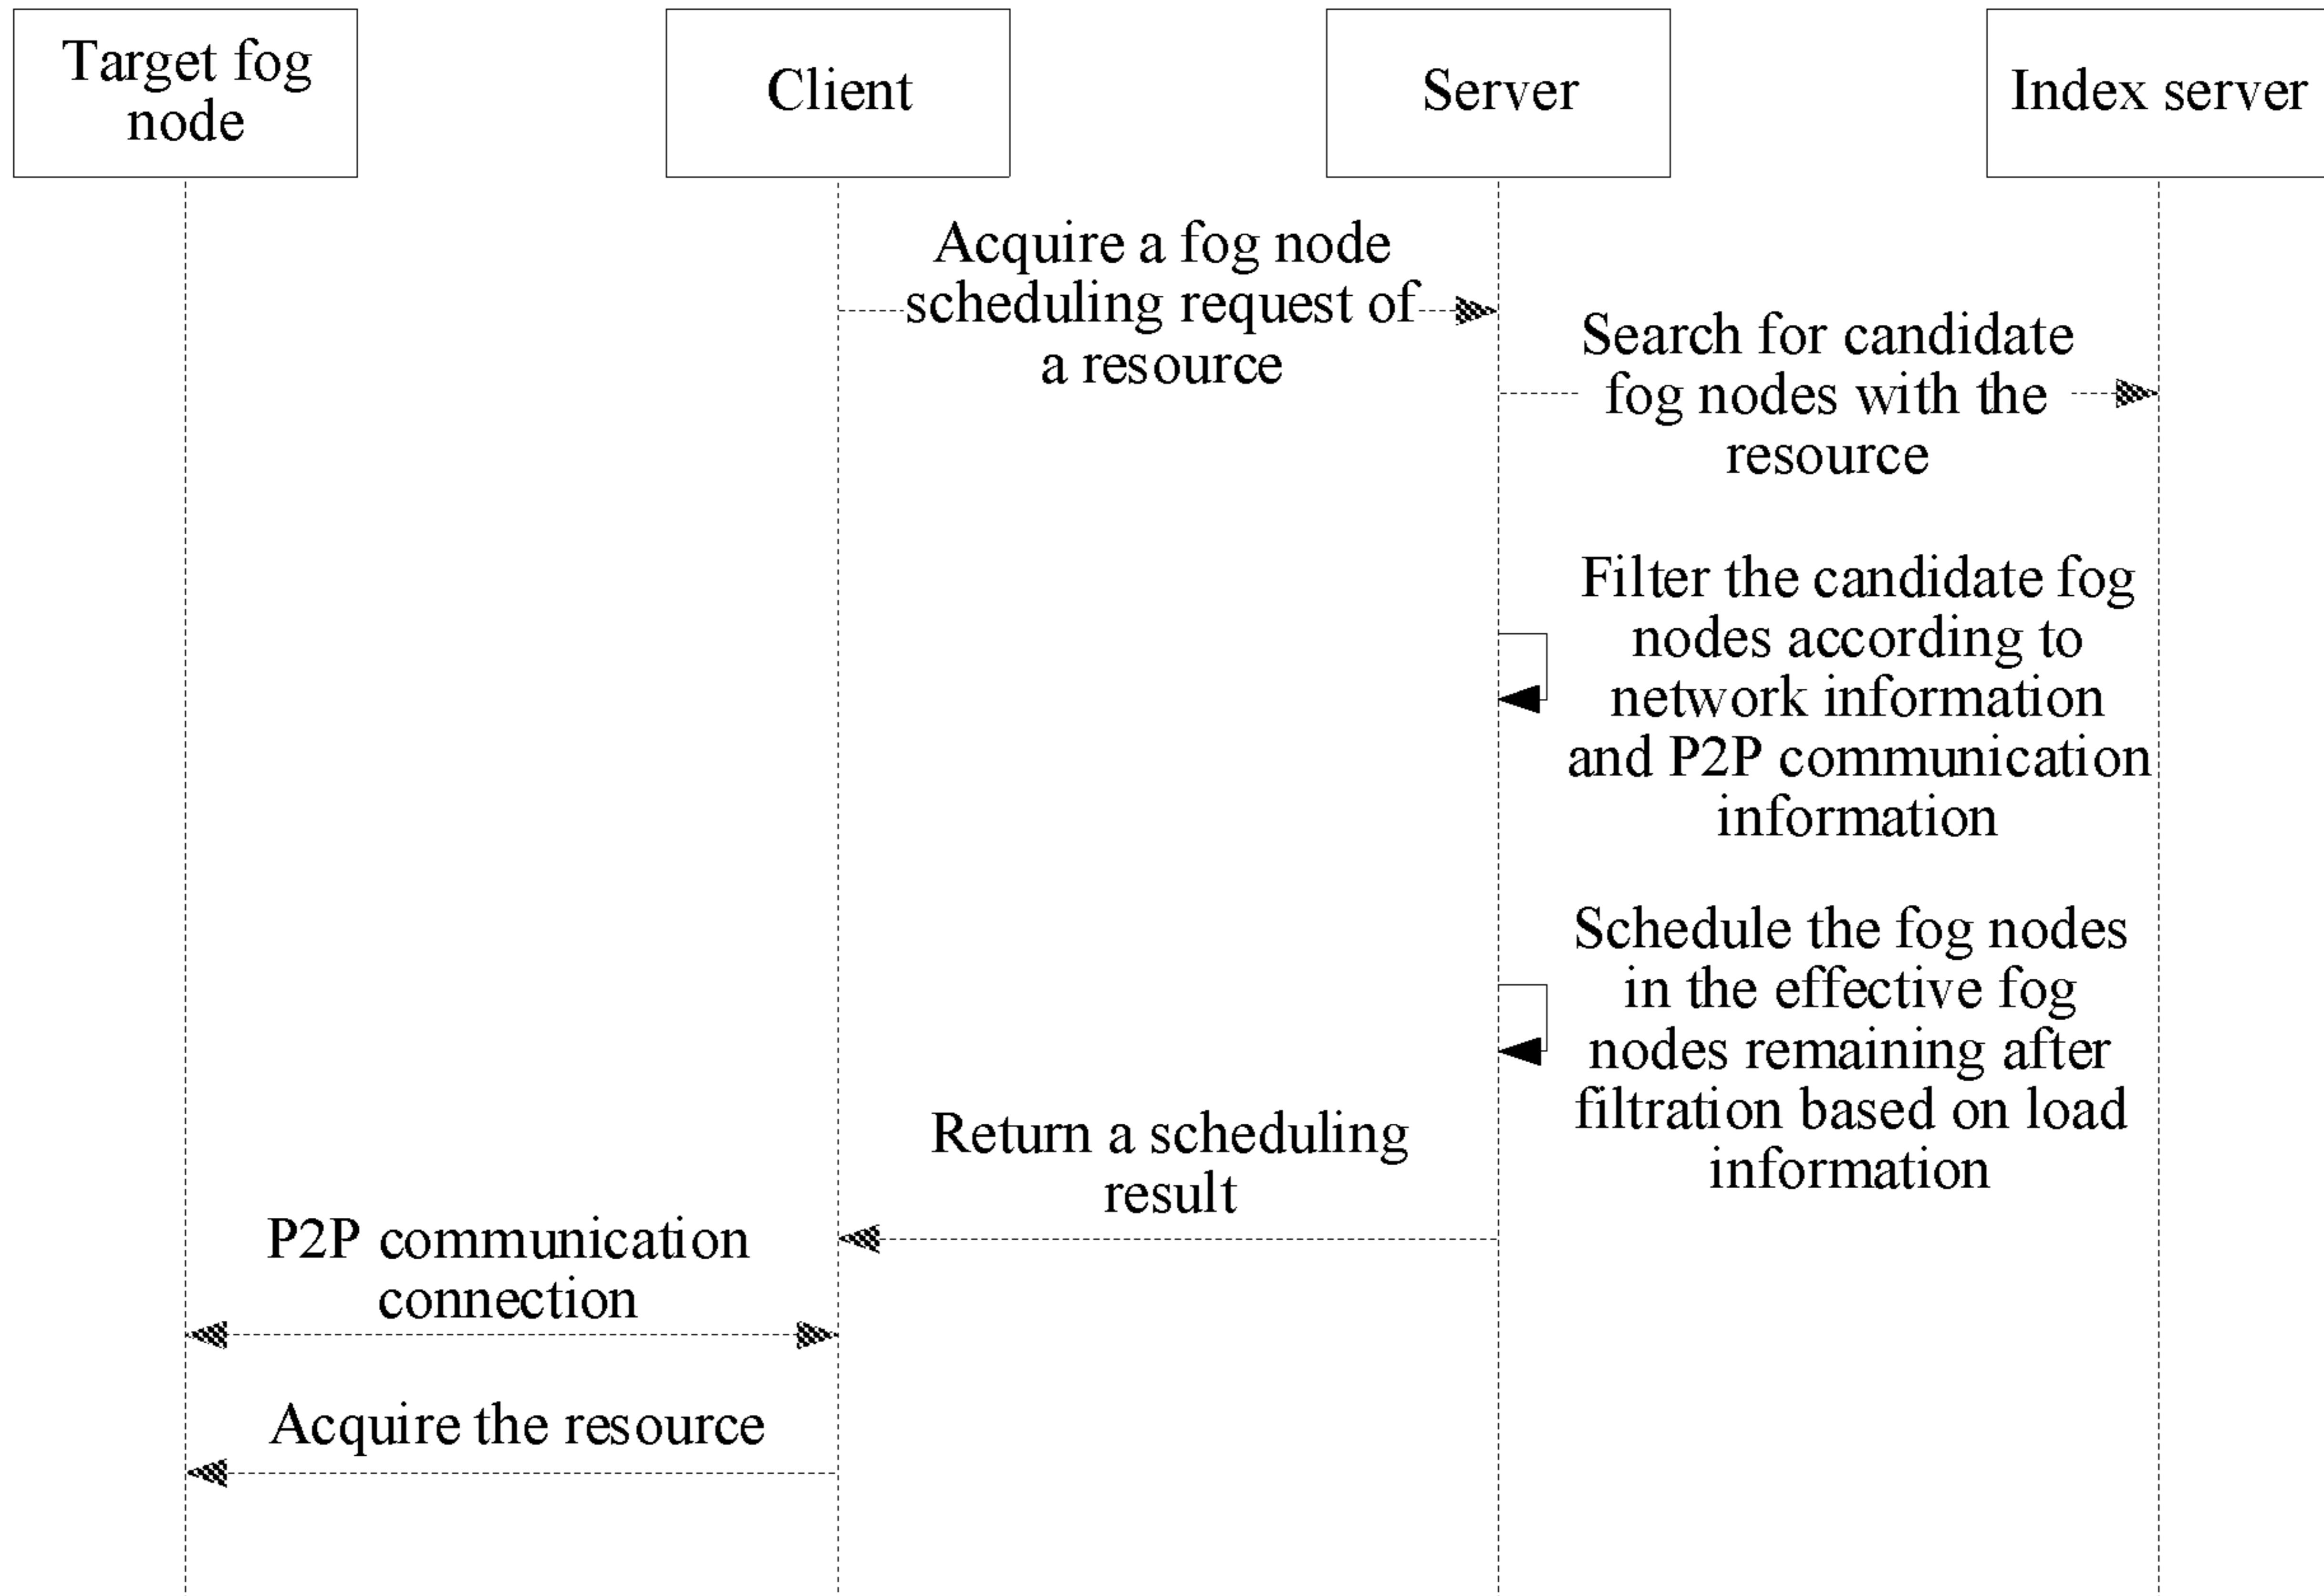 Target fog
node
Client
Server
Index server
Acquire a fog node
scheduling request of
a resource
Search for candidate
fog nodes with the
resource
Filter the candidate fog
nodes according to
network information
and P2P communication
information
Schedule the fog nodes
in the effective fog
nodes remaining after
filtration based on load
information
Return a scheduling
result
P2P communication
connection
Acquire the resource